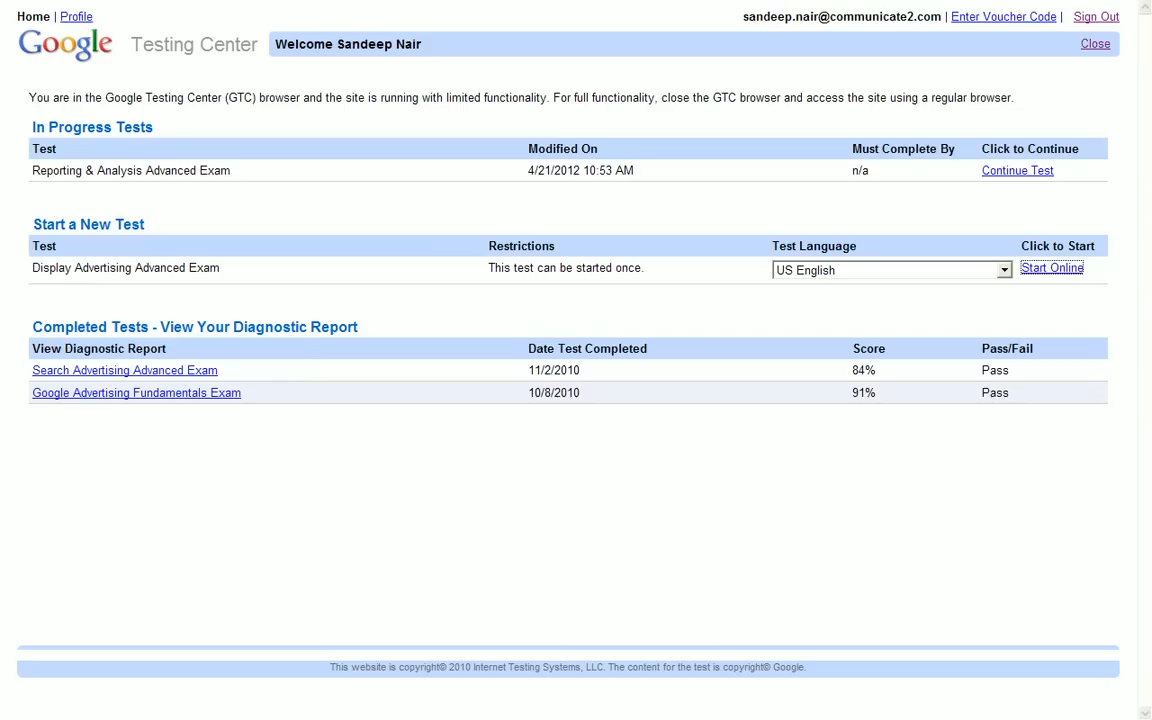 Home | Profile sandeep.nair@communicate2.com | Enter Voucher Code | Sign Out
Google Testing Center Welcome Sandeep Nair Close
You are in the Google Testing Center (GTC) browser and the site is running with limited functionality. For full functionality, close the GTC browser and access the site using a regular browser.
In Progress Tests
Test Modified On Must Complete By Click to Continue
Reporting & Analysis Advanced Exam 4/21/2012 10:53 AM n/a Continue Test
Start a New Test
Test Restrictions Test Language Click to Start
Display Advertising Advanced Exam This test can be started once. US English Start Online
Completed Tests - View Your Diagnostic Report
View Diagnostic Report Date Test Completed Score Pass/Fail
Search Advertising Advanced Exam 11/2/2010 84% Pass
Google Advertising Fundamentals Exam 10/8/2010 91% Pass
This website is copyright© 2010 Internet Testing Systems, LLC. The content for the test is copyright© Google.